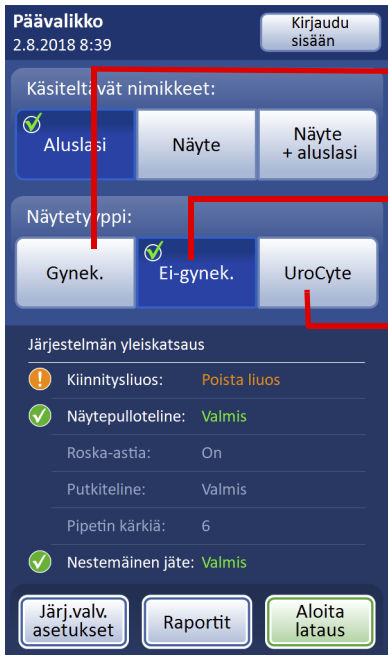 Päävalikko
2.8.2018 8:39
Kirjaudu
sisään
Käsiteltävät nimikkeet:
Aluslasi
Näyte
Näyte
+ aluslasi
Näytetyyppi:
Gynek.
Ei-gynek.
UroCyte
Järjestelmän yleiskatsaus
Kiinnitysliuos: Poista liuos
Näytepulloteline: Valmis
Roska-astia: On
Putkiteline: Valmis
Pipetin kärkiä: 6
Nestemäinen jäte: Valmis
Järj.valv.
asetukset
Raportit
Aloita
lataus